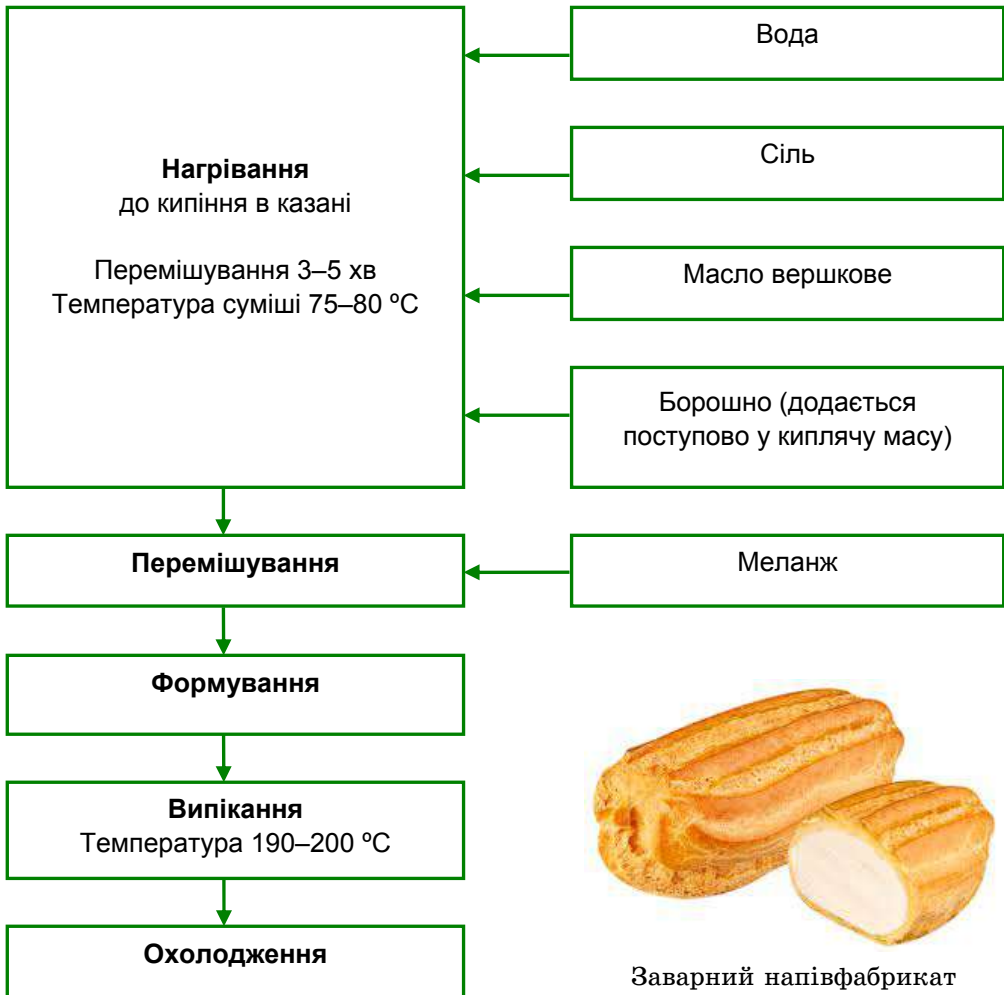 Вода
Сіль
Нагрівання
до кипіння в казані
Перемішування 3–5 хв
Температура суміші 75–80 ºС
Масло вершкове
Борошно (додається
поступово у киплячу масу)
Перемішування
Меланж
Формування
Випікання
Температура 190–200 ºС
Охолодження
Заварний напівфабрикат